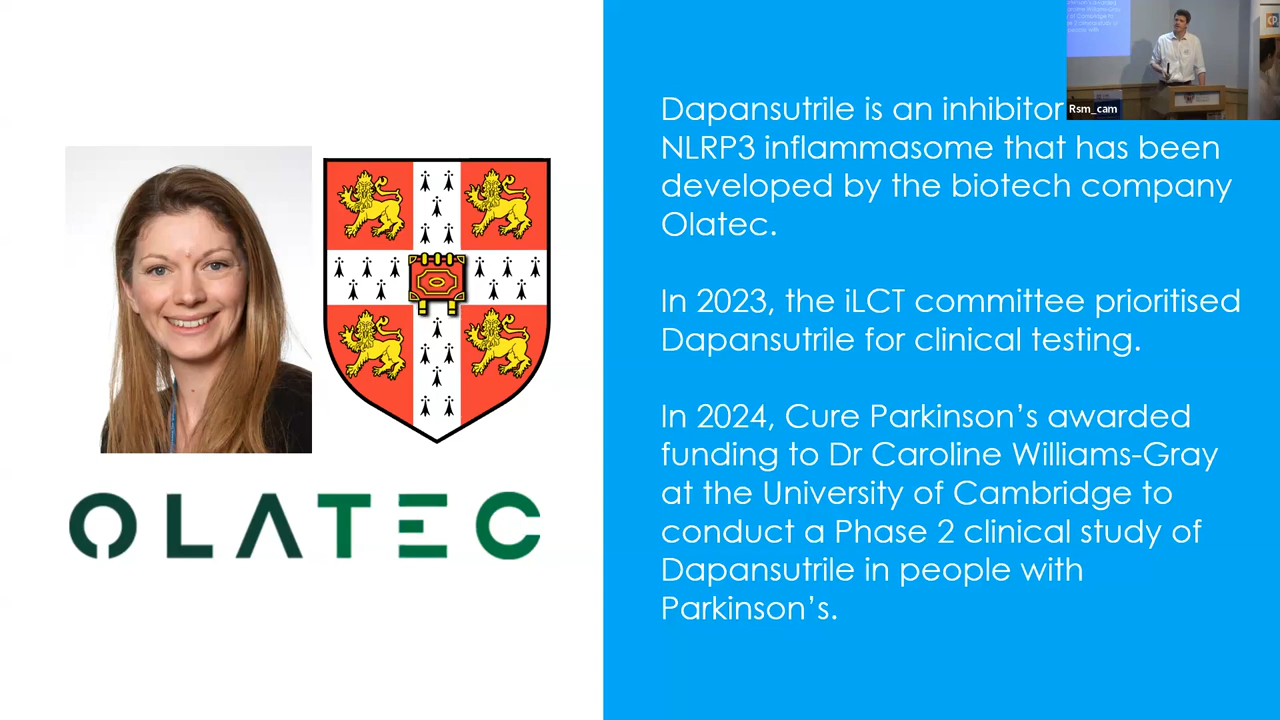 Dapansutrile is an inhibitor
NLRP3 inflammasome that has been
developed by the biotech company
Olatec.
In 2023, the iLCT committee prioritised
Dapansutrile for clinical testing.
In 2024, Cure Parkinson's awarded
funding to Dr Caroline Williams-Gray
at the University of Cambridge to
conduct a Phase 2 clinical study of
Dapansutrile in people with
Parkinson's.
OLATEC
Rsm_cam